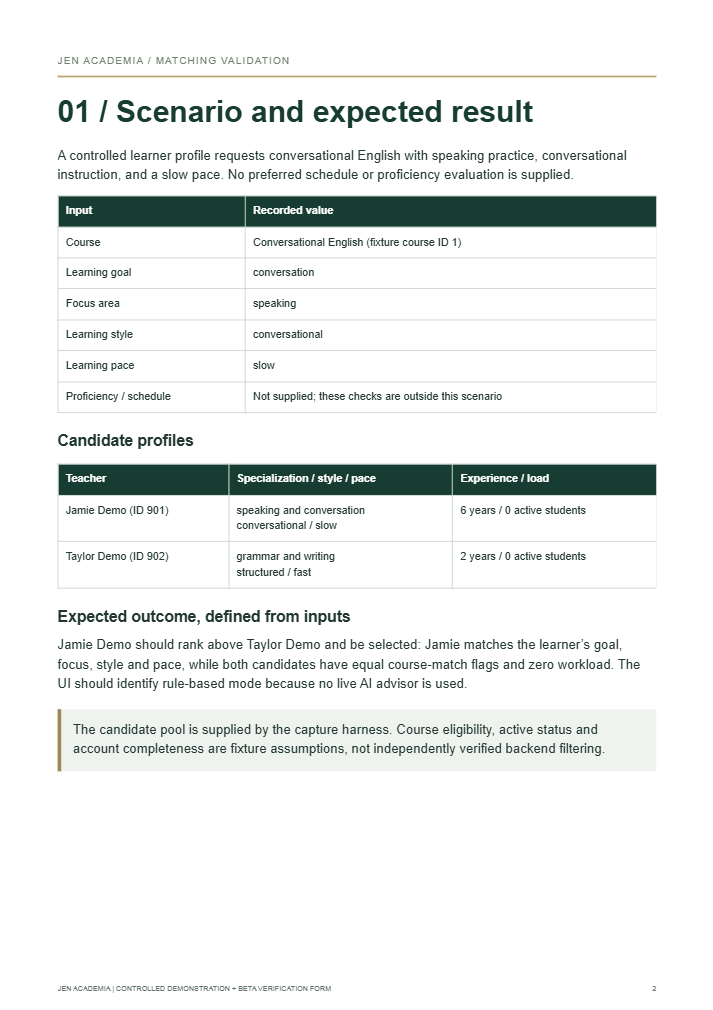 JEN ACADEMIA / MATCHING VALIDATION
01 / Scenario and expected result
A controlled learner profile requests conversational English with speaking practice, conversational
instruction, and a slow pace. No preferred schedule or proficiency evaluation is supplied.
Input Recorded value
Course Conversational English (fixture course ID 1)
Learning goal conversation
Focus area speaking
Learning style conversational
Learning pace slow
Proficiency / schedule Not supplied; these checks are outside this scenario
Candidate profiles
Teacher Specialization / style / pace Experience / load
Jamie Demo (ID 901) speaking and conversation 6 years / 0 active students
conversational / slow
Taylor Demo (ID 902) grammar and writing 2 years / 0 active students
structured / fast
Expected outcome, defined from inputs
Jamie Demo should rank above Taylor Demo and be selected: Jamie matches the learner’s goal,
focus, style and pace, while both candidates have equal course-match flags and zero workload. The
UI should identify rule-based mode because no live AI advisor is used.
The candidate pool is supplied by the capture harness. Course eligibility, active status and
account completeness are fixture assumptions, not independently verified backend filtering.
JEN ACADEMIA | CONTROLLED DEMONSTRATION + BETA VERIFICATION FORM 2